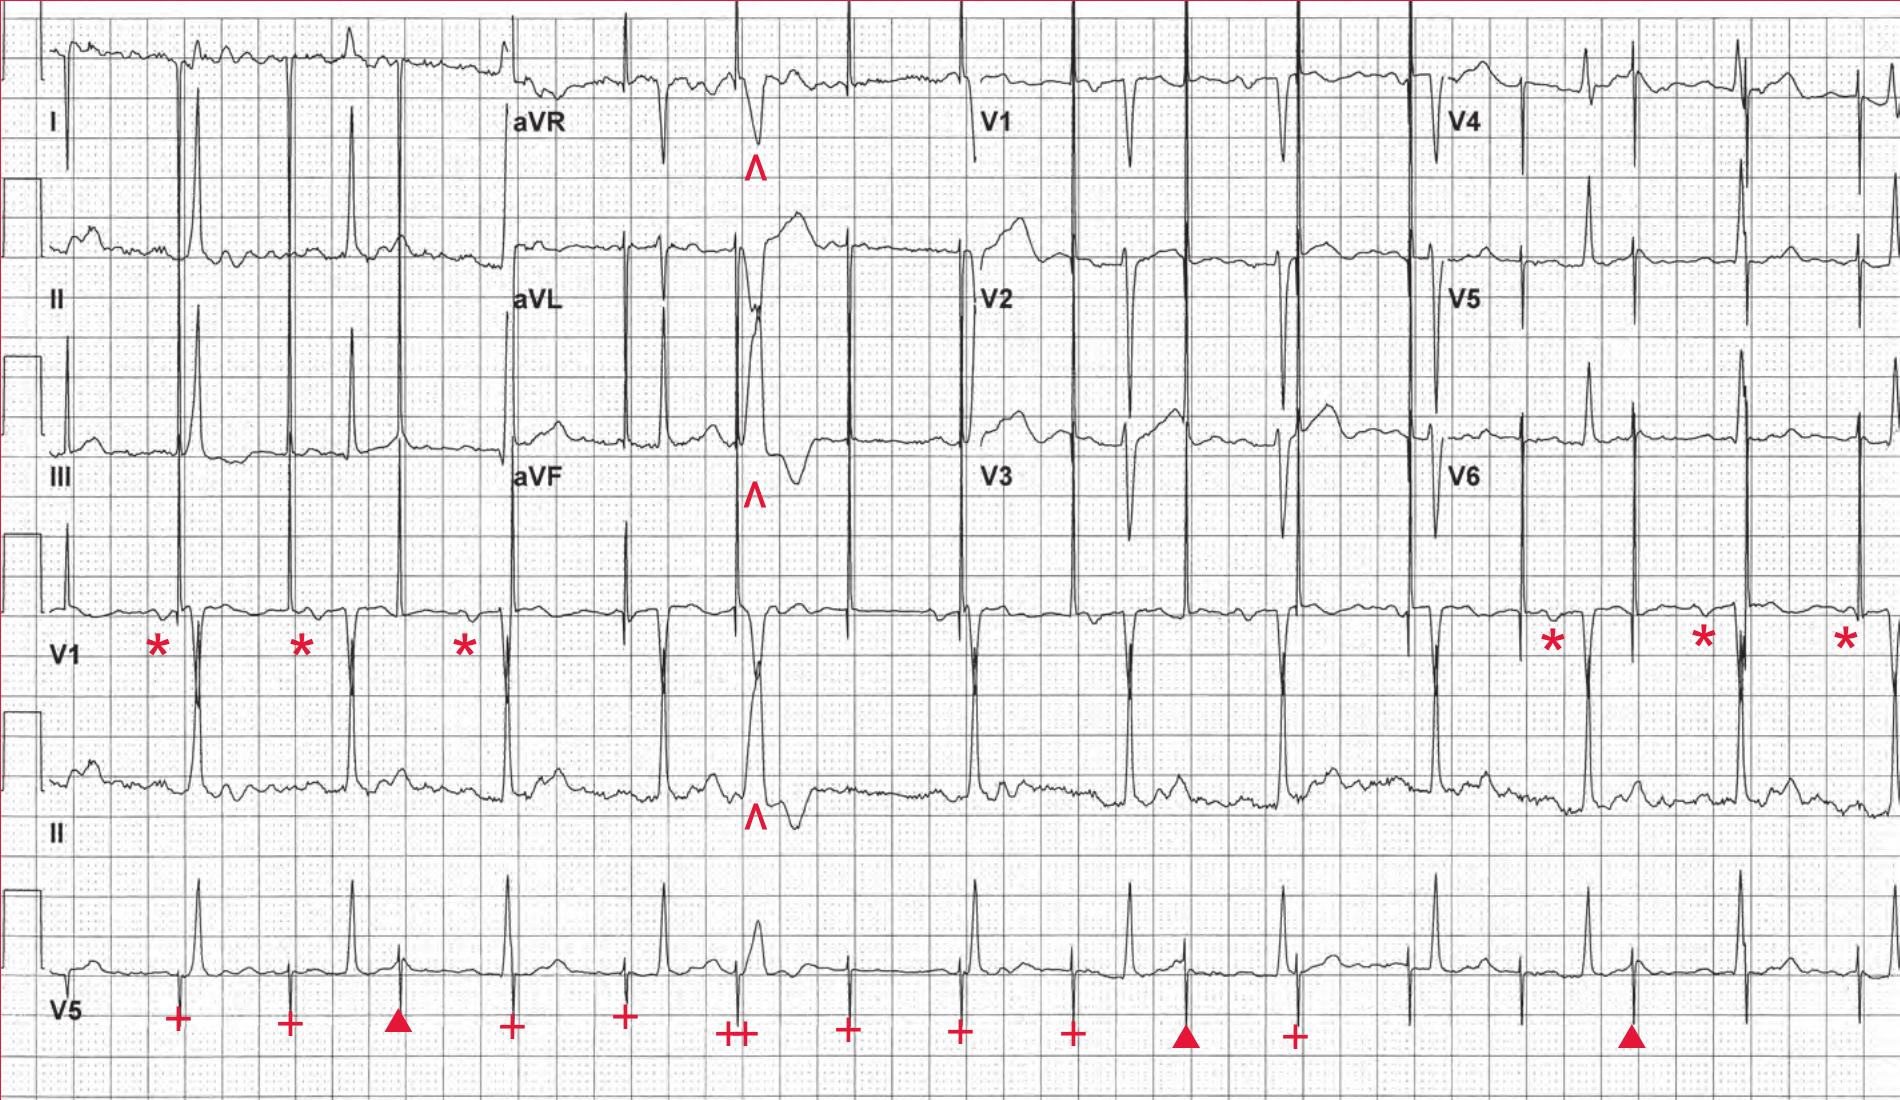 I aVR V1 V4
^
II aVL V2 V5
III aVF V3 V6
^
* * * * * *
V1
^
II
V5
+ + ▲ + + ++ + + + ▲ + ▲